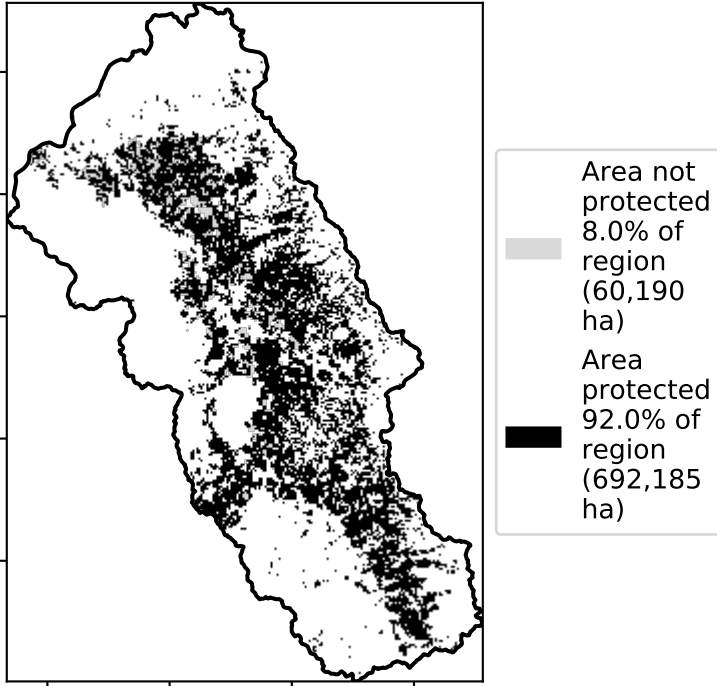 Area not
protected
8.0% of
region
(60,190
ha)
Area
protected
92.0% of
region
(692,185
ha)